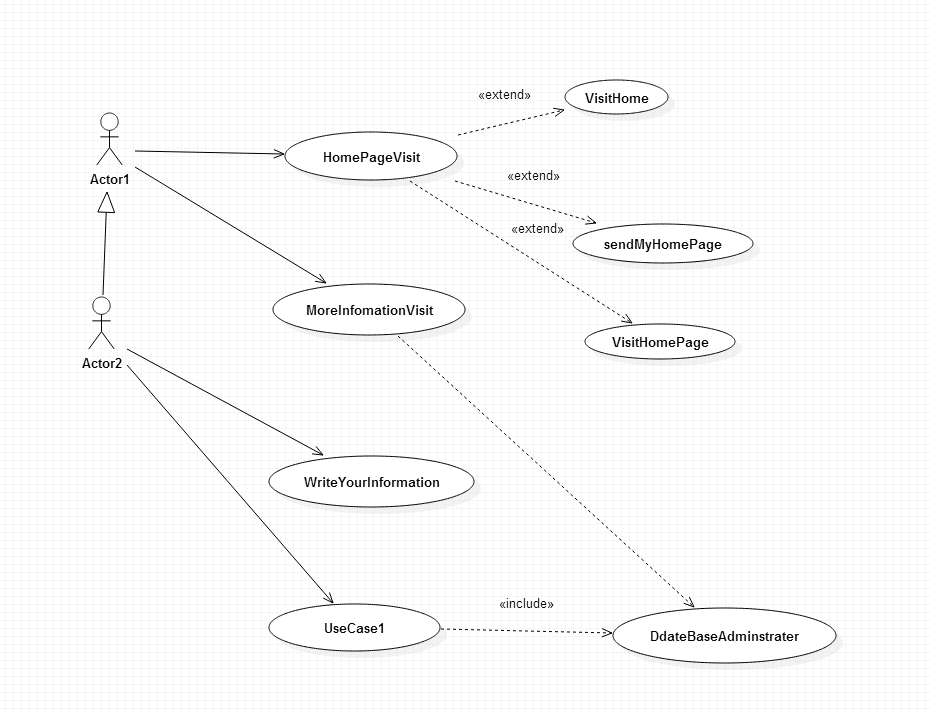 «extend»
VisitHome
HomePageVisit
Actor1
«extend»
«extend»
sendMyHomePage
MoreInfomationVisit
VisitHomePage
Actor2
WriteYourInformation
«include»
UseCase1
DdateBaseAdminstrater